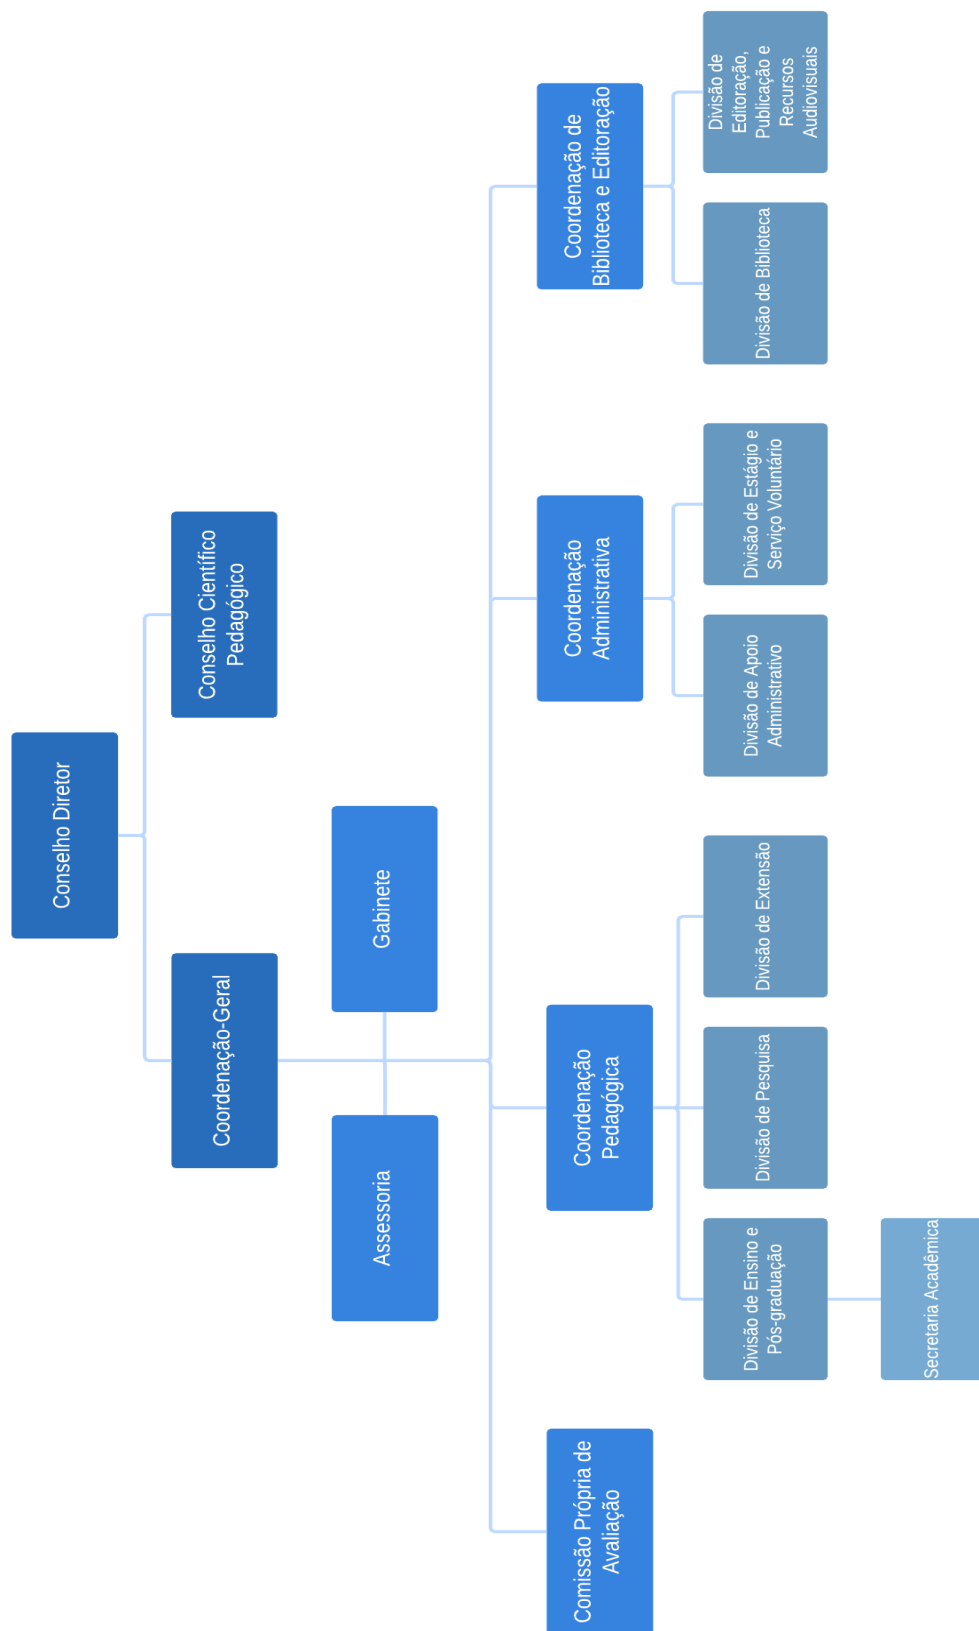 Conselho Diretor
Coordenação-Geral
Conselho Científico
Pedagógico
Assessoria
Gabinete
Comissão Própria de
Avaliação
Coordenação
Pedagógica
Coordenação
Administrativa
Coordenação de
Biblioteca e Editoração
Divisão de Ensino e
Pós-graduação
Divisão de Pesquisa
Divisão de Extensão
Divisão de Apoio
Administrativo
Divisão de Estágio e
Serviço Voluntário
Divisão de Biblioteca
Divisão de
Editoração,
Publicação e
Recursos
Audiovisuais
Secretaria Acadêmica